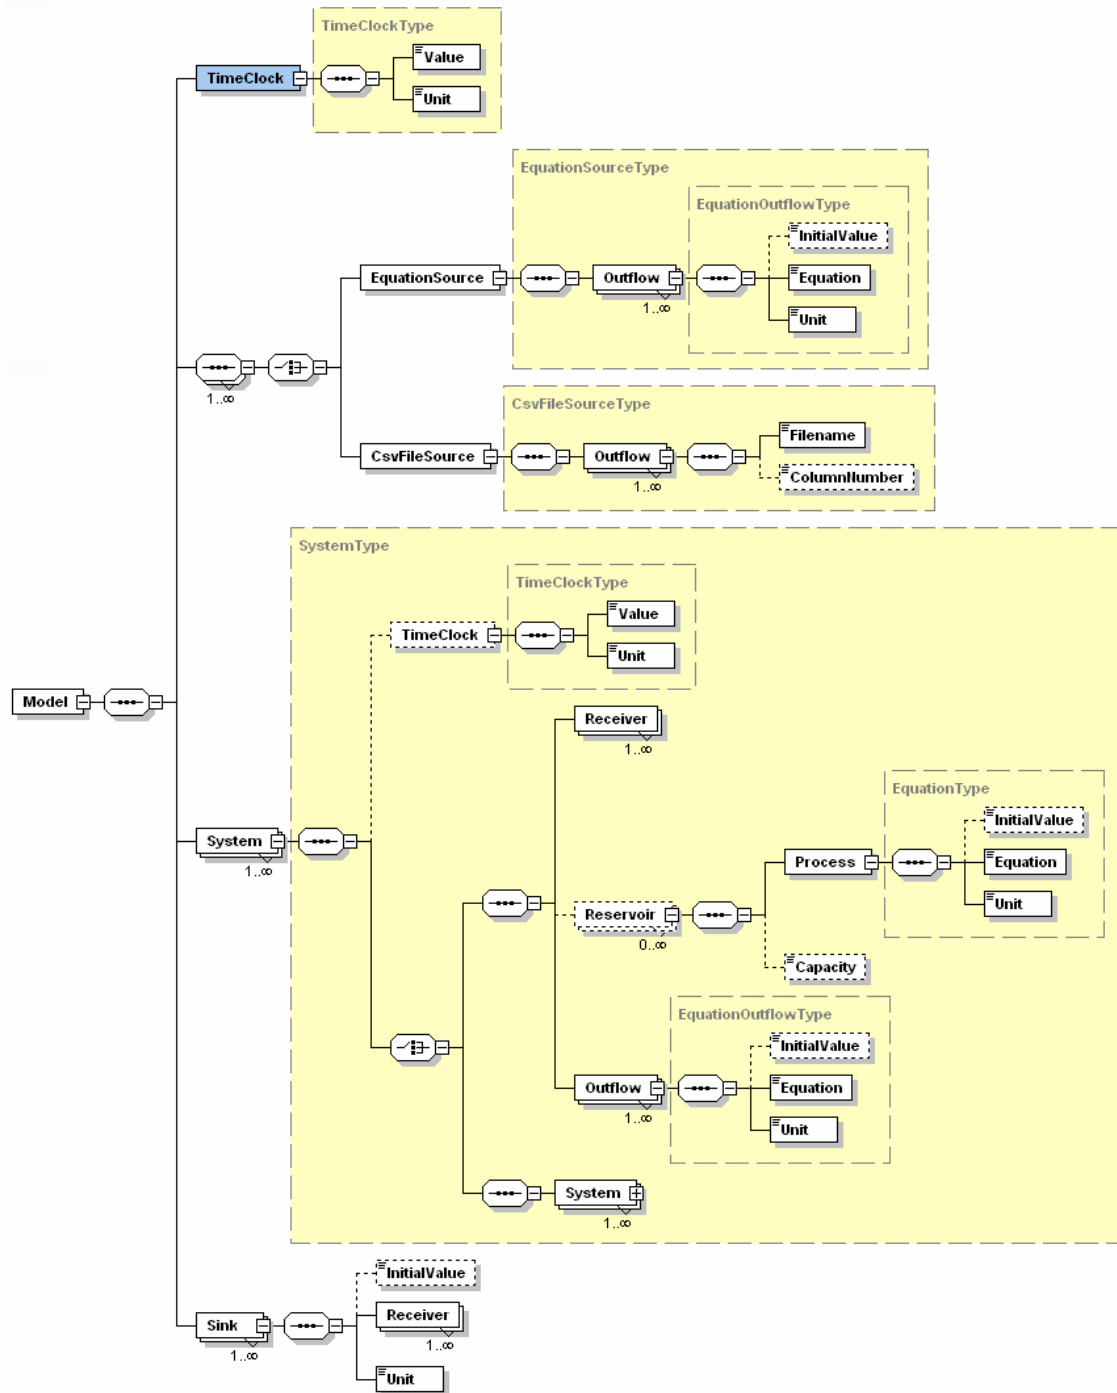 TimeClockType
TimeClock
Value
Unit
EquationSourceType
EquationOutflowType
InitialValue
EquationSource
Outflow
1..∞
Equation
Unit
1..∞
CsvFileSourceType
CsvFileSource
Outflow
1..∞
Filename
ColumnNumber
SystemType
TimeClockType
TimeClock
Value
Unit
Model
Receiver
1..∞
System
1..∞
EquationType
InitialValue
Process
Equation
Unit
Reservoir
0..∞
Capacity
EquationOutflowType
InitialValue
Outflow
1..∞
Equation
Unit
System
1..∞
InitialValue
Sink
1..∞
Receiver
1..∞
Unit